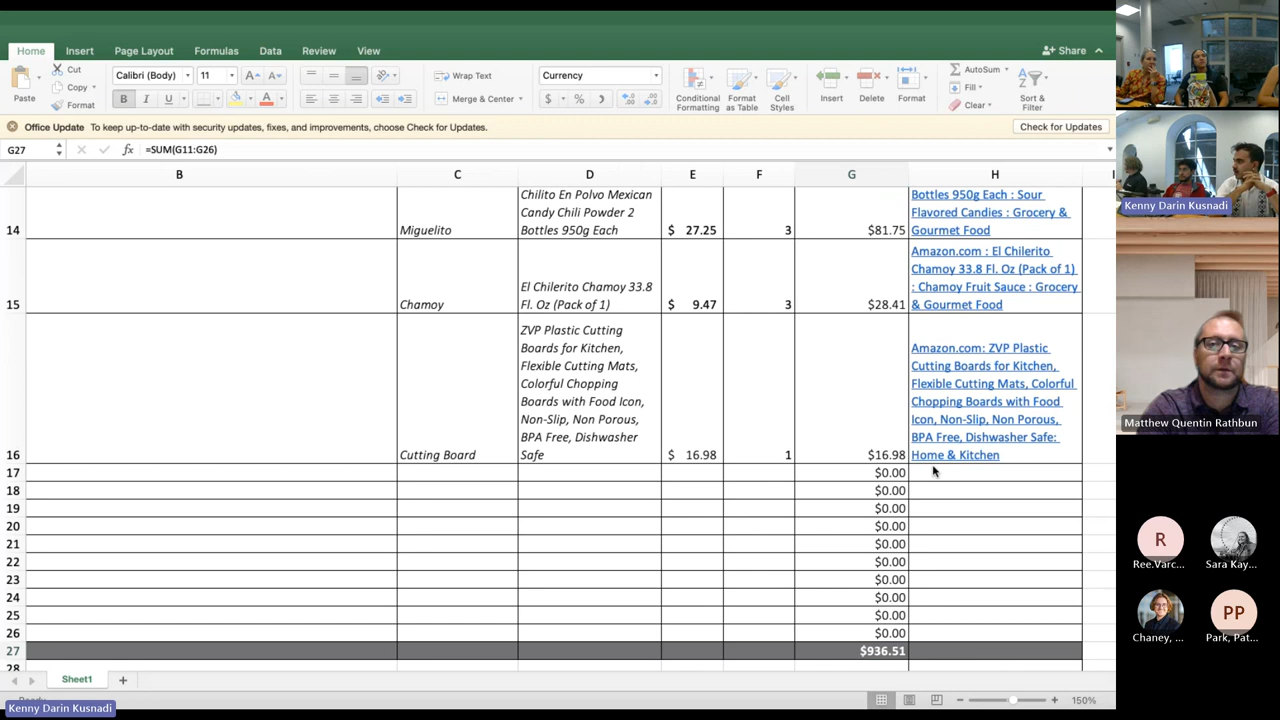 Home Insert Page Layout Formulas Data Review View Share
Paste Cut Copy Format
Calibri (Body) 11
B I U A
Wrap Text
Merge & Center
Currency
$ % )
Conditional Formatting
Format as Table
Cell Styles
Insert
Delete
Format
AutoSum
Fill
Clear
Sort & Filter
Office Update To keep up-to-date with security updates, fixes, and improvements, choose Check for Updates.
Check for Updates
G27 fx =SUM(G11:G26)
B C D E F G H I
Chilito En Polvo Mexican
Candy Chili Powder 2
Bottles 950g Each
14 Miguelito $ 27.25 3 $81.75
Bottles 950g Each : Sour
Flavored Candies : Grocery &
Gourmet Food
El Chilerito Chamoy 33.8
Fl. Oz (Pack of 1)
15 Chamoy $ 9.47 3 $28.41
Amazon.com : El Chilerito
Chamoy 33.8 Fl. Oz (Pack of 1)
: Chamoy Fruit Sauce : Grocery
& Gourmet Food
ZVP Plastic Cutting
Boards for Kitchen,
Flexible Cutting Mats,
Colorful Chopping
Boards with Food Icon,
Non-Slip, Non Porous,
BPA Free, Dishwasher
Safe
16 Cutting Board $ 16.98 1 $16.98
Amazon.com: ZVP Plastic
Cutting Boards for Kitchen,
Flexible Cutting Mats, Colorful
Chopping Boards with Food
Icon, Non-Slip, Non Porous,
BPA Free, Dishwasher Safe:
Home & Kitchen
17 $0.00
18 $0.00
19 $0.00
20 $0.00
21 $0.00
22 $0.00
23 $0.00
24 $0.00
25 $0.00
26 $0.00
27 $936.51
28
Sheet1
150%
Kenny Darin Kusnadi
Kenny Darin Kusnadi
Matthew Quentin Rathbun
R
Ree.Varc...
Sara Kay...
Chaney, ...
PP
Park, Pat...